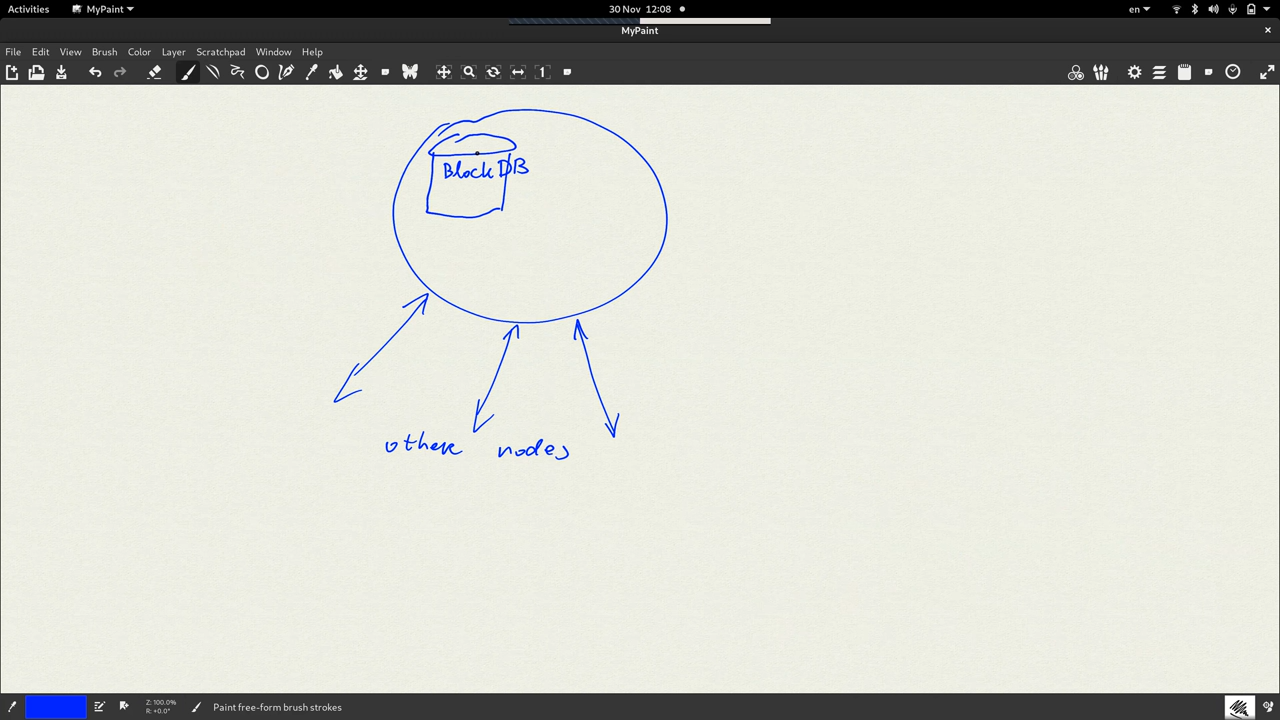 Activities MyPaint 30 Nov 12:08 en
MyPaint
File Edit View Brush Color Layer Scratchpad Window Help
Block DB
other nodes
Z: 100.0%
R: +0.0°
Paint free-form brush strokes